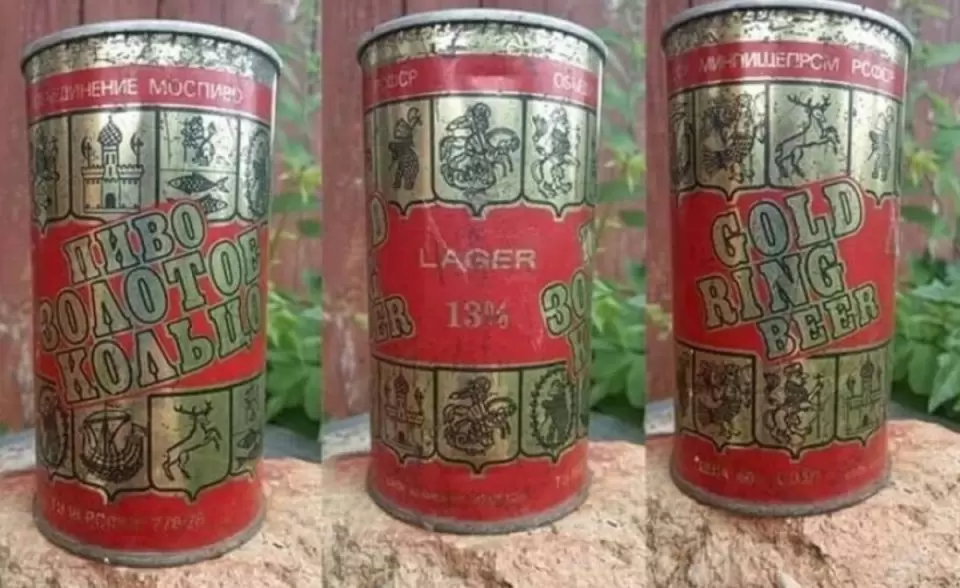 ОБЪЕДИНЕНИЕ МОСПИВО
ПИВО
ЗОЛОТОЕ
КОЛЬЦО
РСФСР
LAGER
13%
МИНПИЩЕПРОМ РСФСР
GOLD
RING
BEER